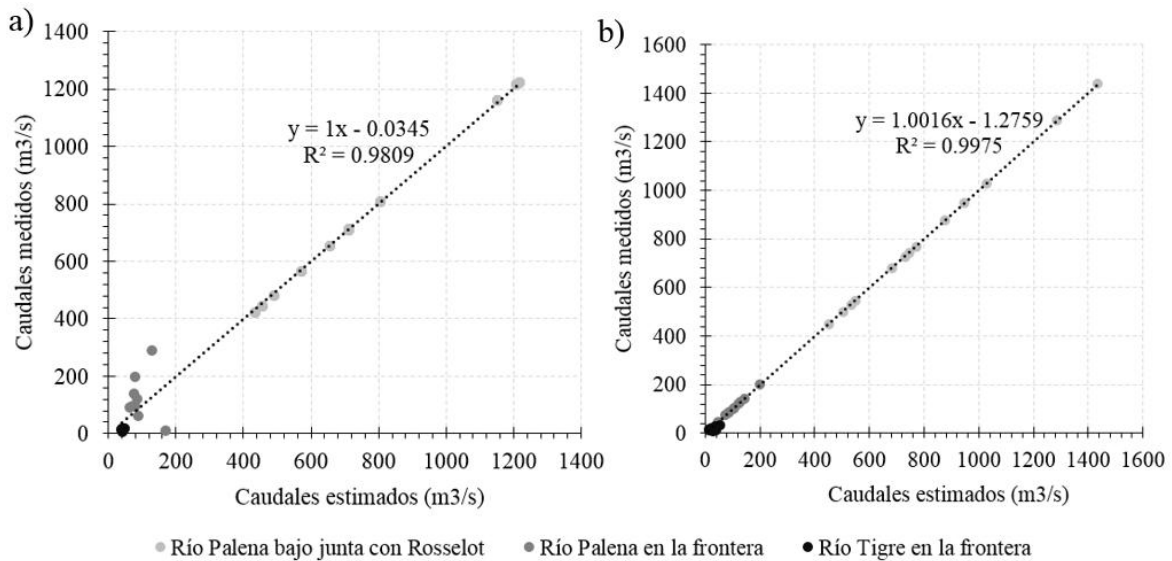 a)
1400
1200
1000
800
600
400
200
0
Caudales medidos (m3/s)
y = 1x - 0.0345
R² = 0.9809
0 200 400 600 800 1000 1200 1400
Caudales estimados (m3/s)
b)
1600
1400
1200
1000
800
600
400
200
0
Caudales medidos (m3/s)
y = 1.0016x - 1.2759
R² = 0.9975
0 200 400 600 800 1000 1200 1400 1600
Caudales estimados (m3/s)
Río Palena bajo junta con Rosselot Río Palena en la frontera Río Tigre en la frontera